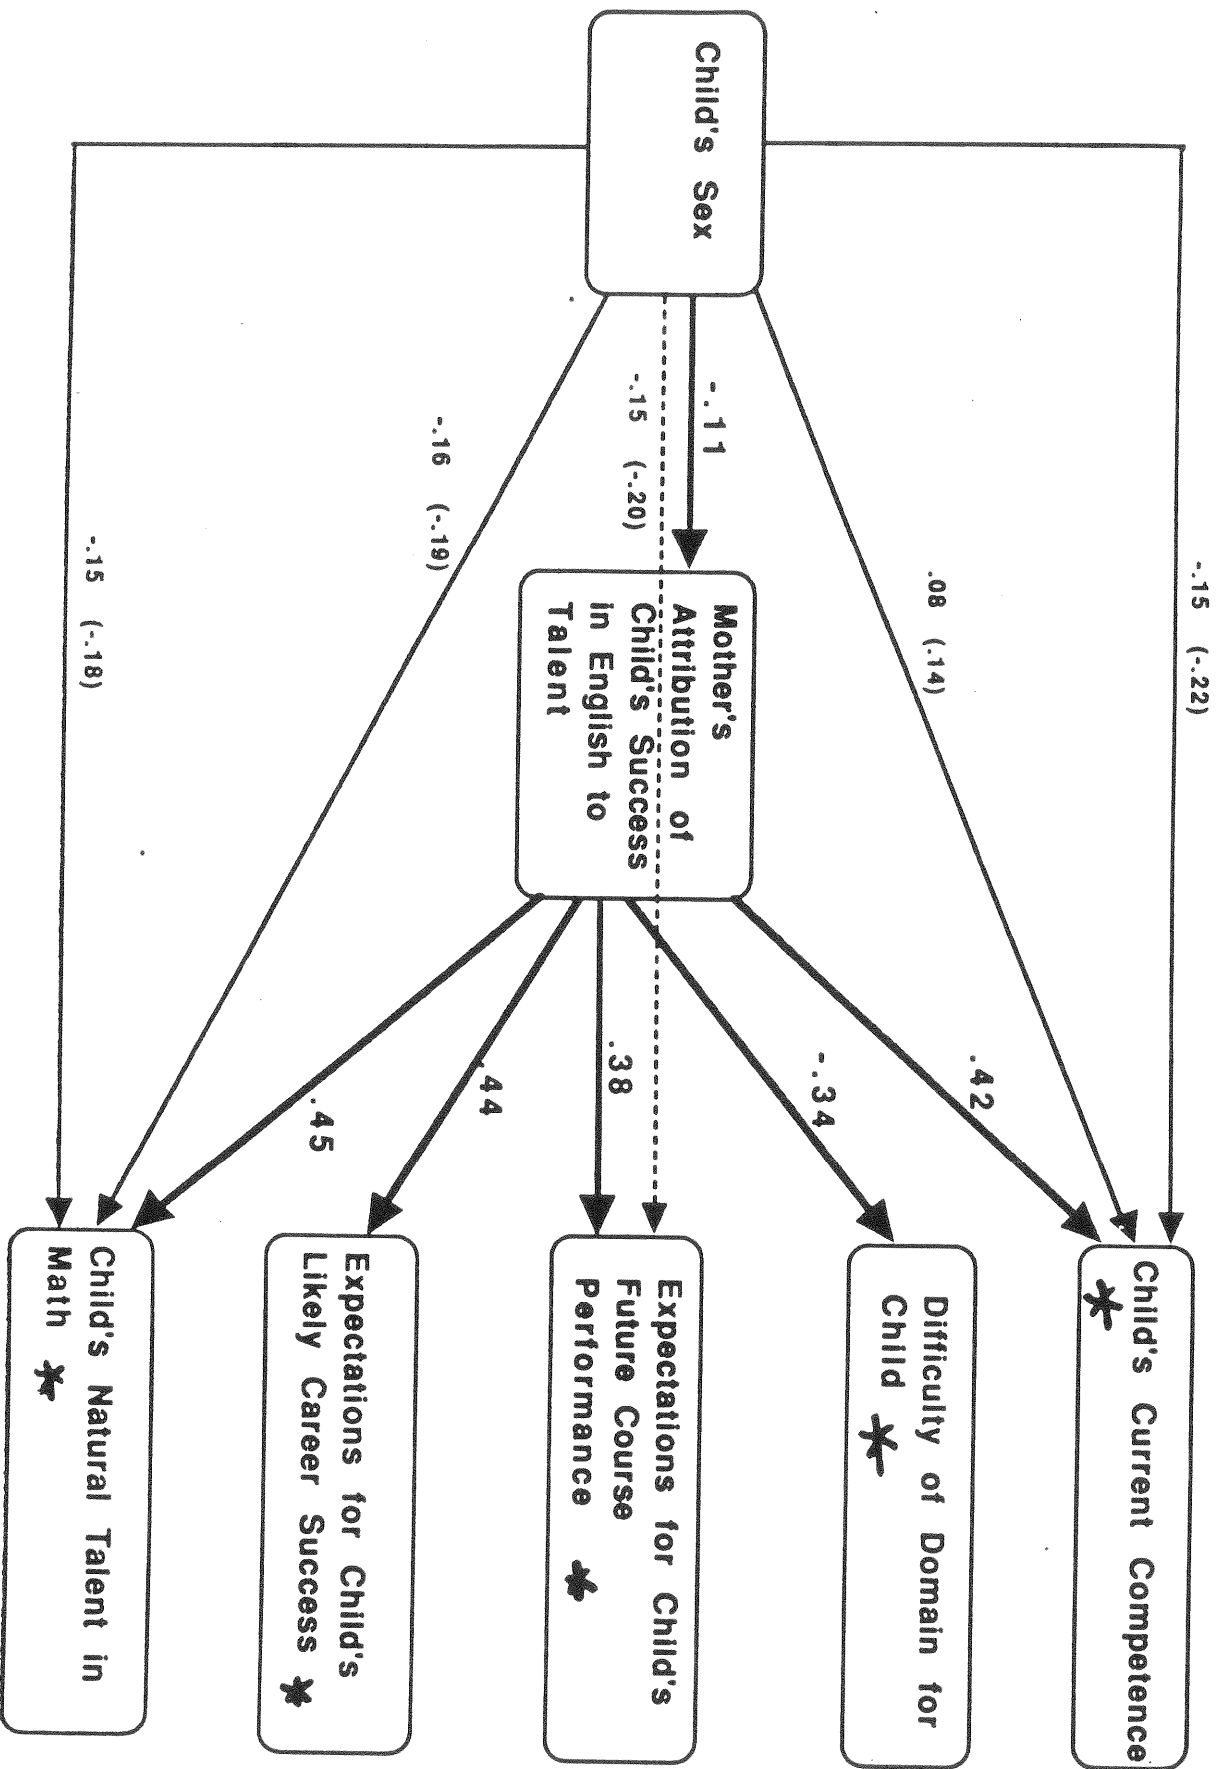 Child's Sex
-.15 (-.22)
.08 (.14)
-.11
-.15 (-.20)
-.16 (-.19)
-.15 (-.18)
Mother's
Attribution of
Child's Success
in English to
Talent
.42
-.34
.38
.44
.45
Child's Current Competence
*
Difficulty of Domain for
Child *
Expectations for Child's
Future Course
Performance *
Expectations for Child's
Likely Career Success *
Child's Natural Talent in
Math *